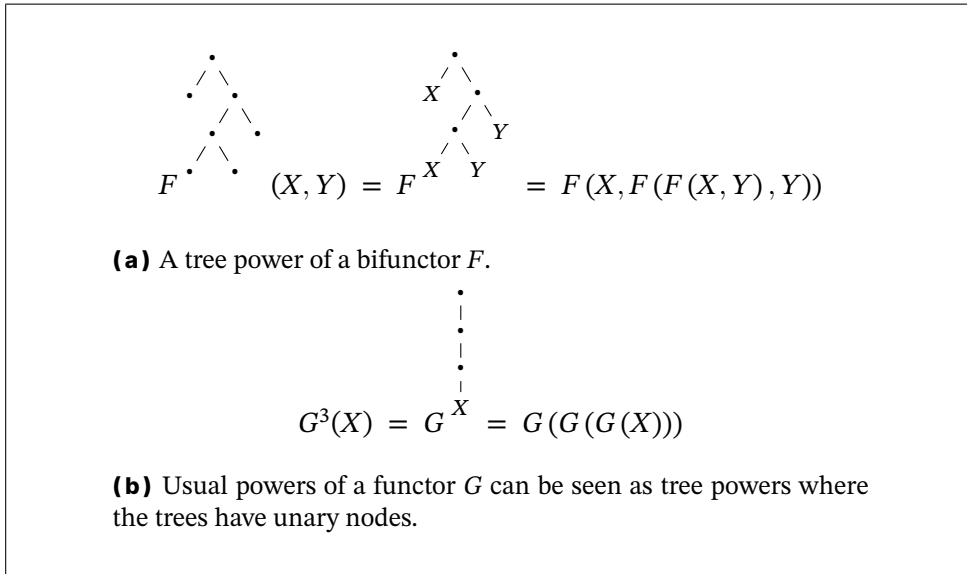 X
Y
X Y
F (X, Y) = F = F(X, F(F(X, Y), Y))
(a) A tree power of a bifunctor F.
X
G³(X) = G = G(G(G(X)))
(b) Usual powers of a functor G can be seen as tree powers where
the trees have unary nodes.